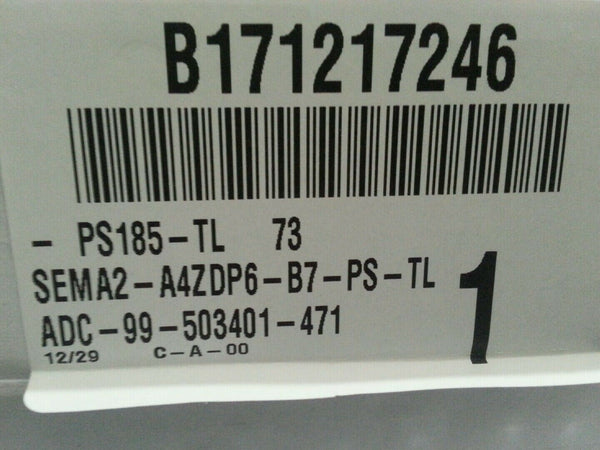 B171217246
- PS185-TL 73
SEMA2-A4ZDP6-B7-PS-TL
ADC-99-503401-471
12/29 C-A-00
1